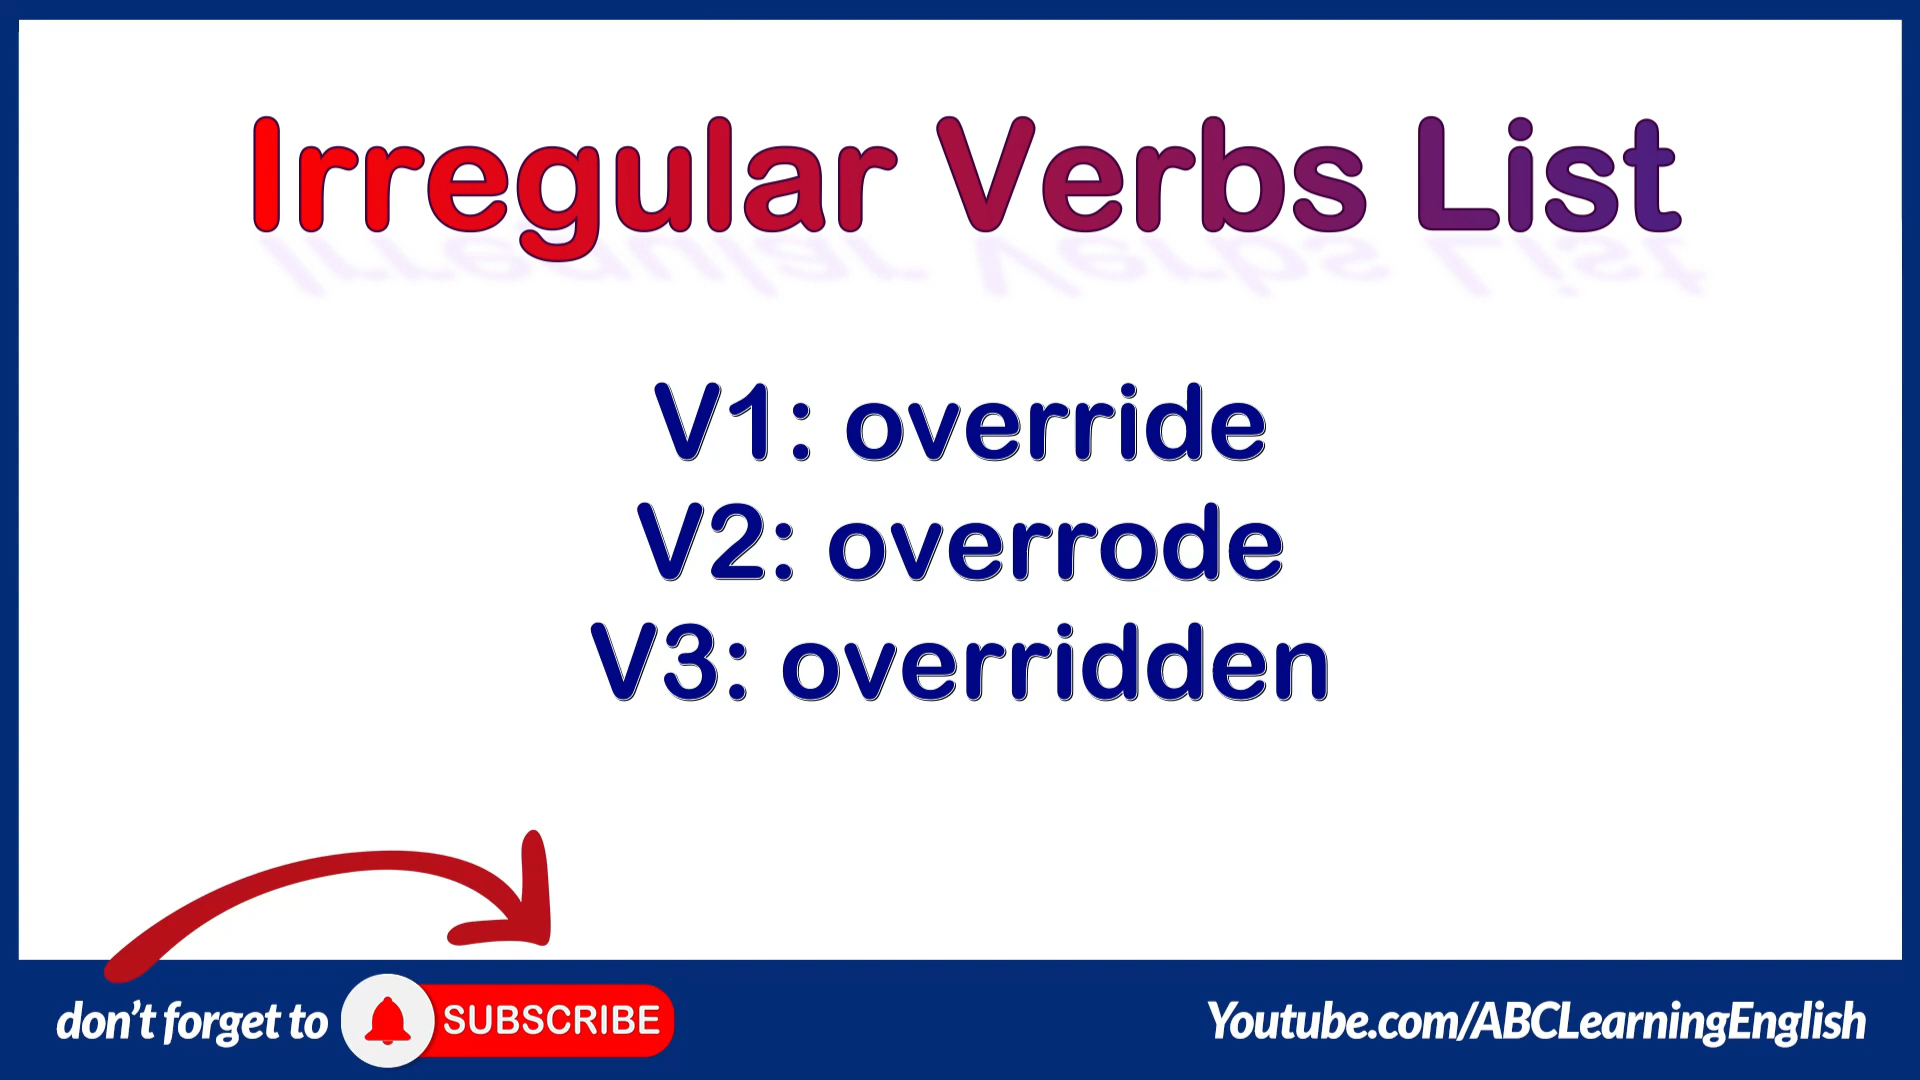 Irregular Verbs List
V1: override
V2: overrode
V3: overridden
don't forget to SUBSCRIBE
Youtube.com/ABCLearningEnglish